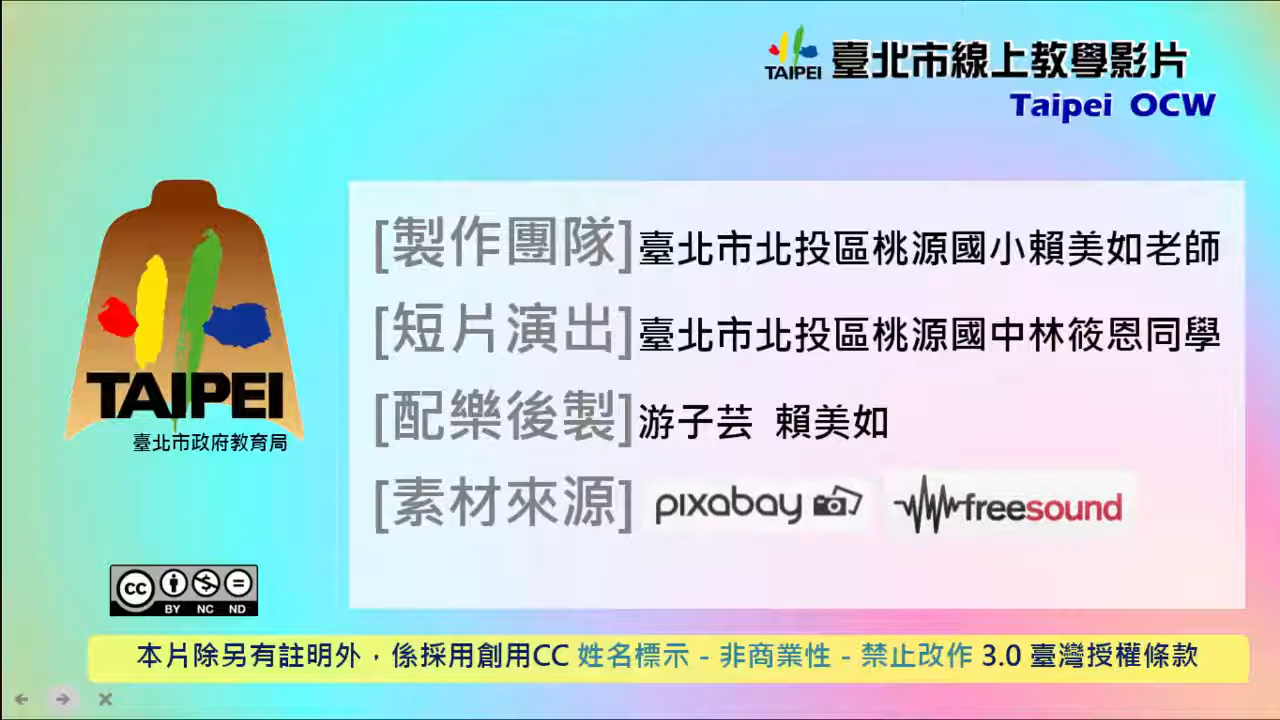 TAIPEI 臺北市線上教學影片
Taipei OCW
[製作團隊]臺北市北投區桃源國小賴美如老師
[短片演出]臺北市北投區桃源國中林筱恩同學
[配樂後製]游子芸 賴美如
[素材來源] pixabay freesound
TAIPEI
臺北市政府教育局
cc BY NC ND
本片除另有註明外，係採用創用CC 姓名標示 - 非商業性 - 禁止改作 3.0 臺灣授權條款